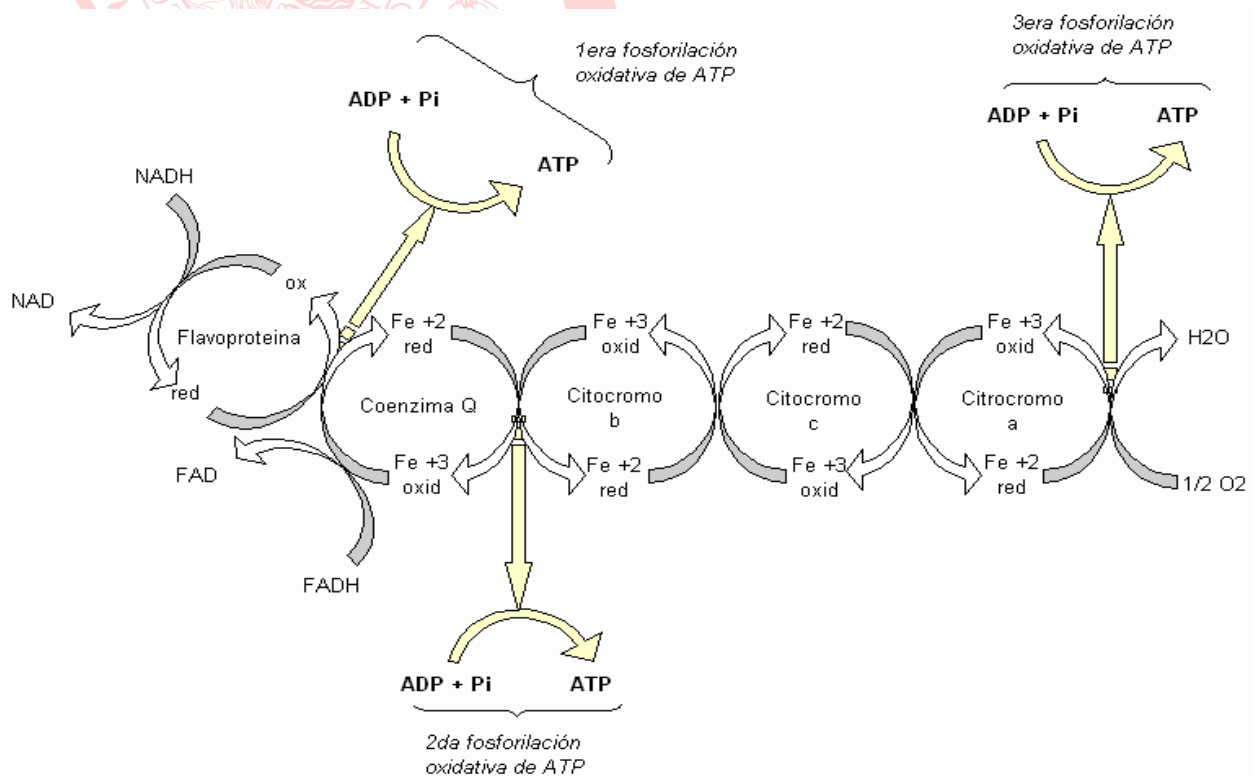 1era fosforilación
oxidativa de ATP
3era fosforilación
oxidativa de ATP
ADP + Pi
ATP
ADP + Pi
ATP
NADH
NAD
ox
Flavoproteina
red
FAD
FADH
Fe +2
red
Coenzima Q
Fe +3
oxid
Fe +3
oxid
Citocromo
b
Fe +2
red
Fe +2
red
Citocromo
c
Fe +3
oxid
Fe +3
oxid
Citrocromo
a
Fe +2
red
H2O
1/2 O2
ADP + Pi
ATP
2da fosforilación
oxidativa de ATP